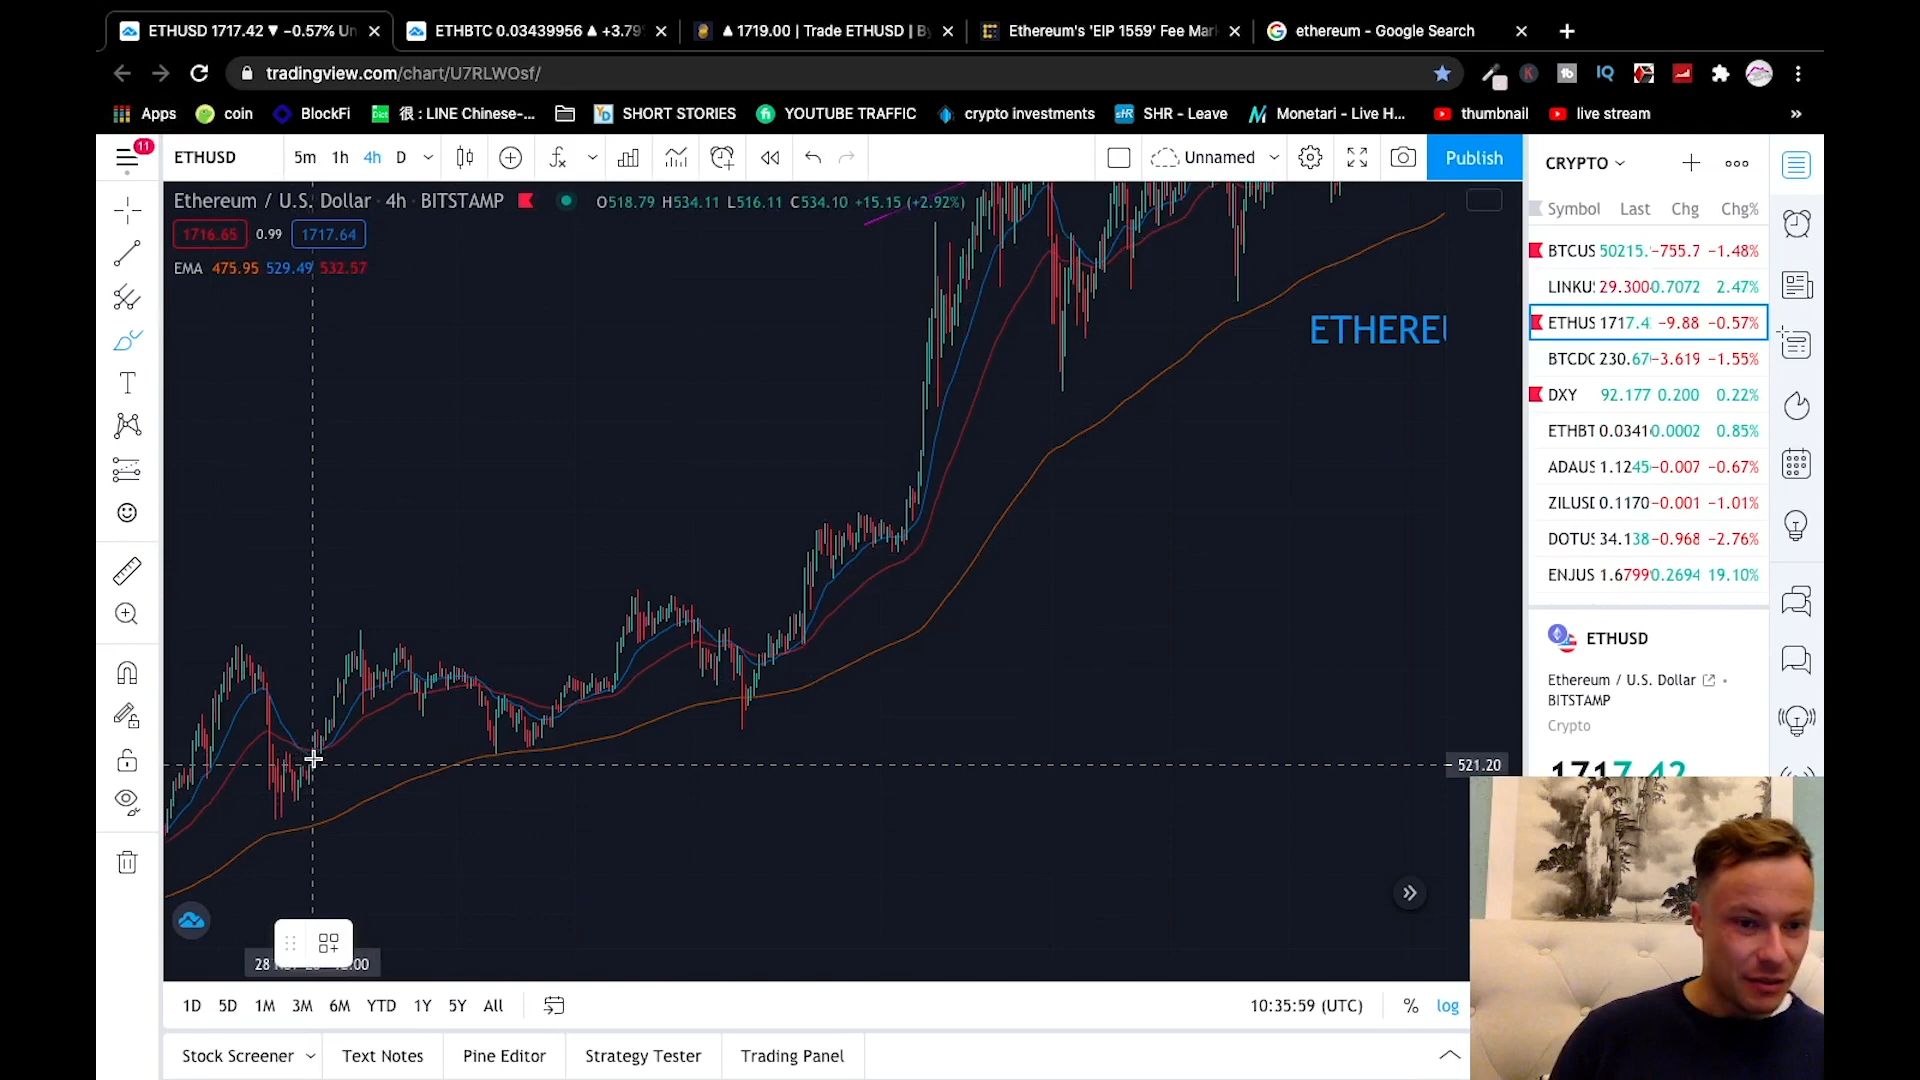 ETHUSD 1717.42 ▼ −0.57% Un
ETHBTC 0.03439956 ▲ +3.79
▲ 1719.00 | Trade ETHUSD | By
Ethereum's 'EIP 1559' Fee Mar
ethereum - Google Search
tradingview.com/chart/U7RLWOsf/
Apps
coin
BlockFi
很 : LINE Chinese-...
SHORT STORIES
YOUTUBE TRAFFIC
crypto investments
SHR - Leave
Monetari - Live H...
thumbnail
live stream
»
11
ETHUSD
5m 1h 4h D
Unnamed
Publish
CRYPTO
Ethereum / U.S. Dollar · 4h · BITSTAMP
O518.79 H534.11 L516.11 C534.10 +15.15 (+2.92%)
1716.65 0.99 1717.64
EMA 475.95 529.49 532.57
ETHEREU
521.20
Symbol Last Chg Chg%
BTCUS 50215. −755.7 −1.48%
LINKU 29.300 0.7072 2.47%
ETHUS 1717.4 −9.88 −0.57%
BTCDC 230.67 −3.619 −1.55%
DXY 92.177 0.200 0.22%
ETHBT 0.0341 0.0002 0.85%
ADAUS 1.1245 −0.007 −0.67%
ZILUSD 0.1170 −0.001 −1.01%
DOTUS 34.138 −0.968 −2.76%
ENJUS 1.6799 0.2694 19.10%
ETHUSD
Ethereum / U.S. Dollar
BITSTAMP
Crypto
1717.42
28
1D 5D 1M 3M 6M YTD 1Y 5Y All
10:35:59 (UTC) % log
Stock Screener
Text Notes
Pine Editor
Strategy Tester
Trading Panel